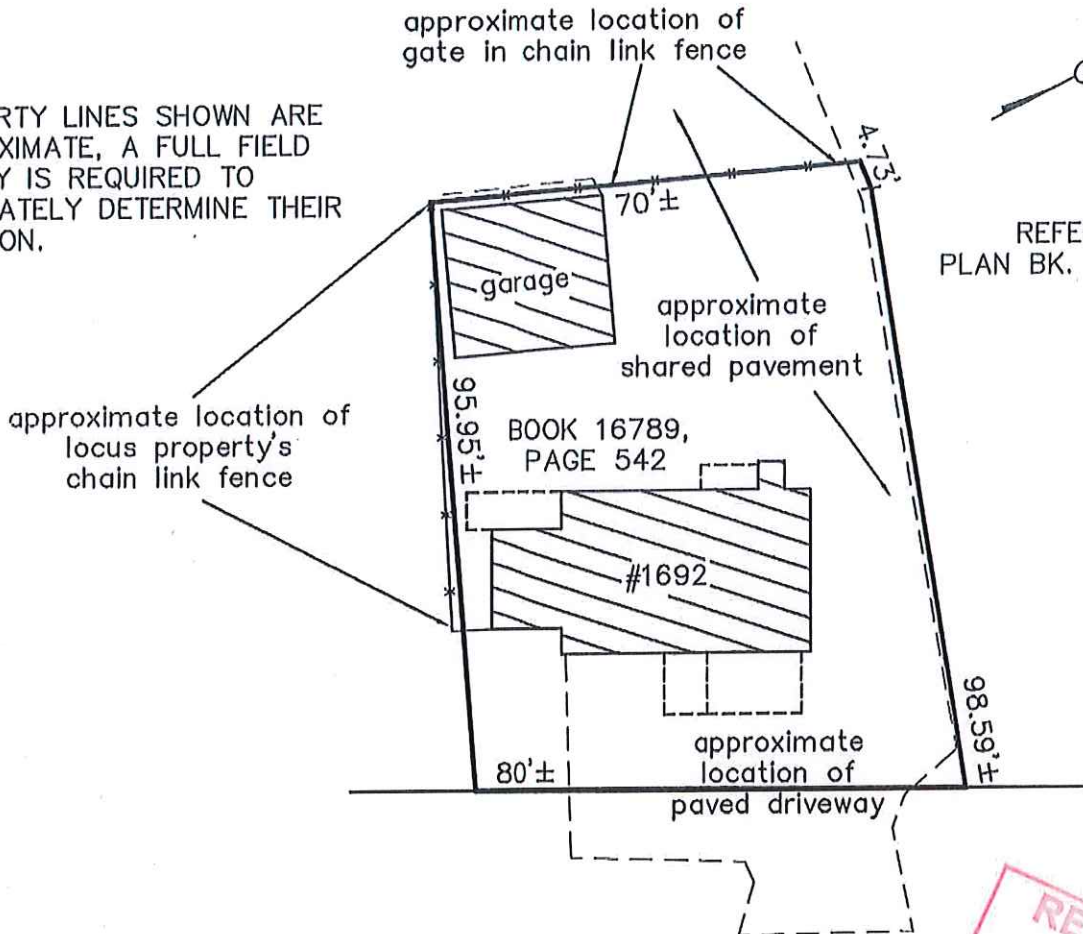 approximate location of
gate in chain link fence
RTY LINES SHOWN ARE
XIMATE, A FULL FIELD
Y IS REQUIRED TO
ATELY DETERMINE THEIR
ON.
4.73'
70'±
REFE
PLAN BK.
garage
approximate
location of
shared pavement
approximate location of
locus property's
chain link fence
95.95'±
BOOK 16789,
PAGE 542
#1692
98.59'±
80'±
approximate
location of
paved driveway
RE